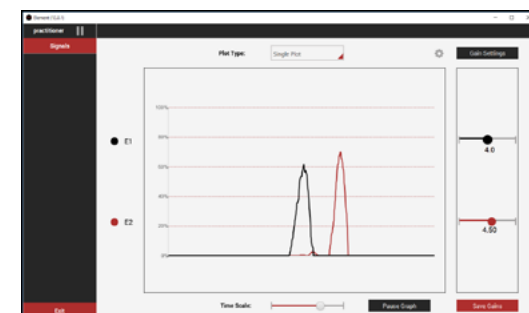 practitioner
Signals
Plot Type:
Single Plot
Gain Settings
100%
80%
E1
4.0
60%
40%
E2
4.50
20%
0%
Time Scale:
Pause Graph
Save Gains
Exit